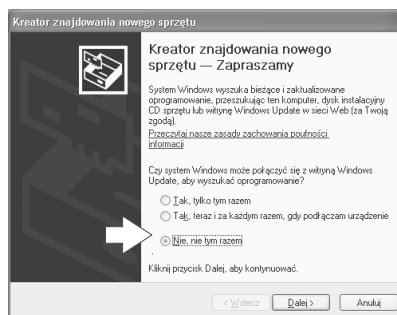 Kreator znajdowania nowego sprzętu
Kreator znajdowania nowego
sprzętu — Zapraszamy
System Windows wyszuka bieżące i zaktualizowane
oprogramowanie, przeszukując ten komputer, dysk instalacyjny
CD sprzętu lub witrynę Windows Update w sieci Web (za Twoją
zgodą).
Przeczytaj nasze zasady zachowania poufności
informacji
Czy system Windows może połączyć się z witryną Windows
Update, aby wyszukać oprogramowanie?
Tak, tylko tym razem
Tak, teraz i za każdym razem, gdy podłączam urządzenie
Nie, nie tym razem
Kliknij przycisk Dalej, aby kontynuować.
< Wstecz Dalej > Anuluj